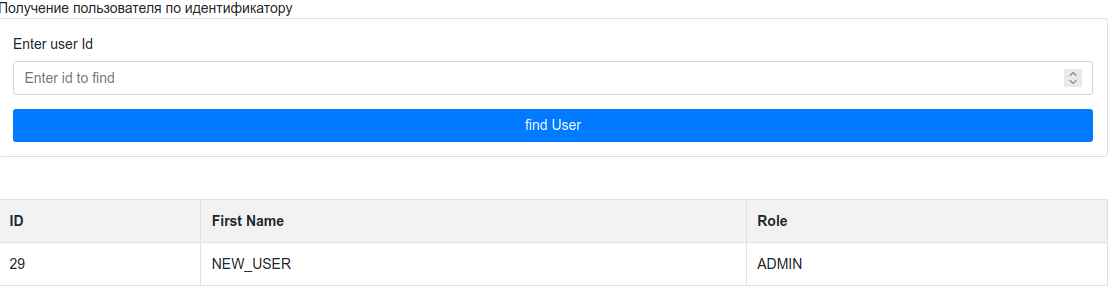 Получение пользователя по идентификатору
Enter user Id
Enter id to find
find User
ID First Name Role
29 NEW_USER ADMIN